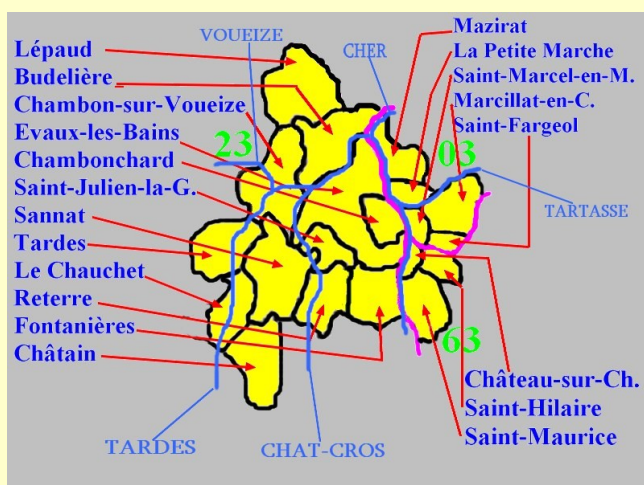 Lépaud
Budelière
Chambon-sur-Voueize
Evaux-les-Bains
Chambonchard
Saint-Julien-la-G.
Sannat
Tardes
Le Chauchet
Reterre
Fontanières
Châtain
VOUEIZE
CHER
23
03
63
TARTASSE
TARDES
CHAT-CROS
Mazirat
La Petite Marche
Saint-Marcel-en-M.
Marcillat-en-C.
Saint-Fargeol
Château-sur-Ch.
Saint-Hilaire
Saint-Maurice